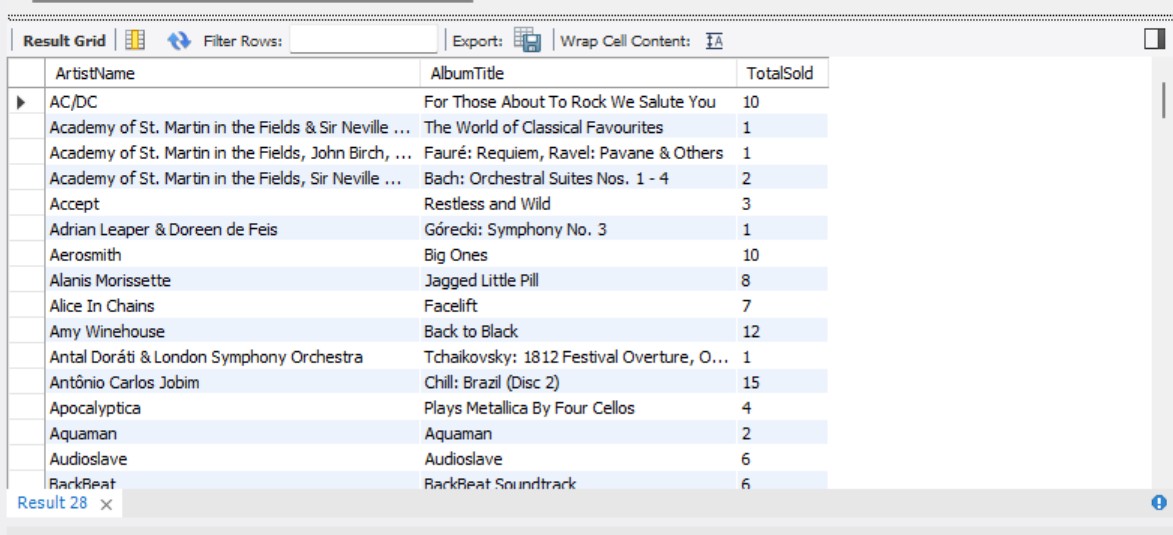 Result Grid Filter Rows: Export: Wrap Cell Content:
ArtistName AlbumTitle TotalSold
AC/DC For Those About To Rock We Salute You 10
Academy of St. Martin in the Fields & Sir Neville ... The World of Classical Favourites 1
Academy of St. Martin in the Fields, John Birch, ... Fauré: Requiem, Ravel: Pavane & Others 1
Academy of St. Martin in the Fields, Sir Neville ... Bach: Orchestral Suites Nos. 1 - 4 2
Accept Restless and Wild 3
Adrian Leaper & Doreen de Feis Górecki: Symphony No. 3 1
Aerosmith Big Ones 10
Alanis Morissette Jagged Little Pill 8
Alice In Chains Facelift 7
Amy Winehouse Back to Black 12
Antal Doráti & London Symphony Orchestra Tchaikovsky: 1812 Festival Overture, O... 1
Antônio Carlos Jobim Chill: Brazil (Disc 2) 15
Apocalyptica Plays Metallica By Four Cellos 4
Aquaman Aquaman 2
Audioslave Audioslave 6
BackBeat BackBeat Soundtrack 6
Result 28